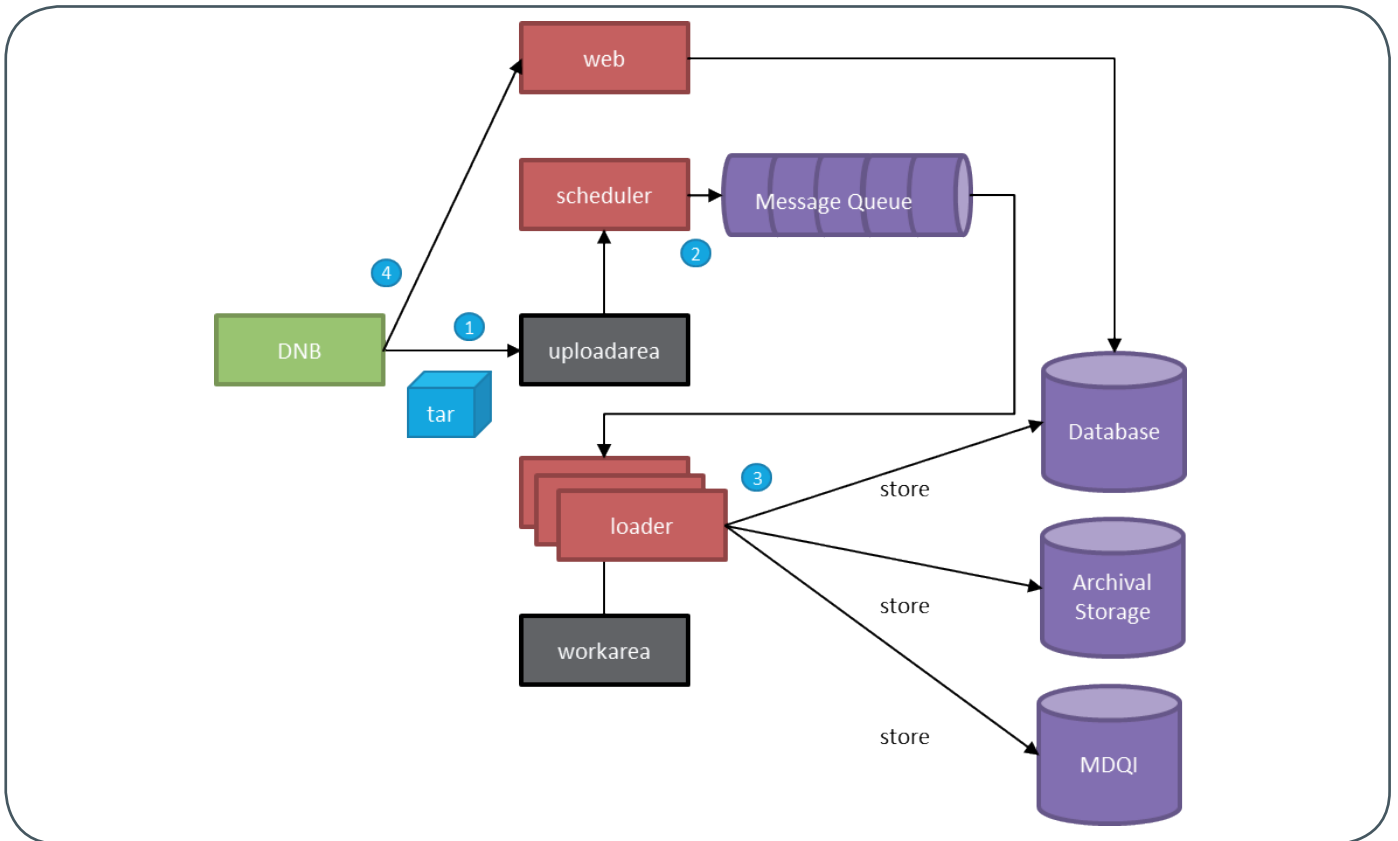 web
scheduler
Message Queue
2
4
1
DNB
uploadarea
tar
Database
3
store
loader
Archival
Storage
store
workarea
store
MDQI